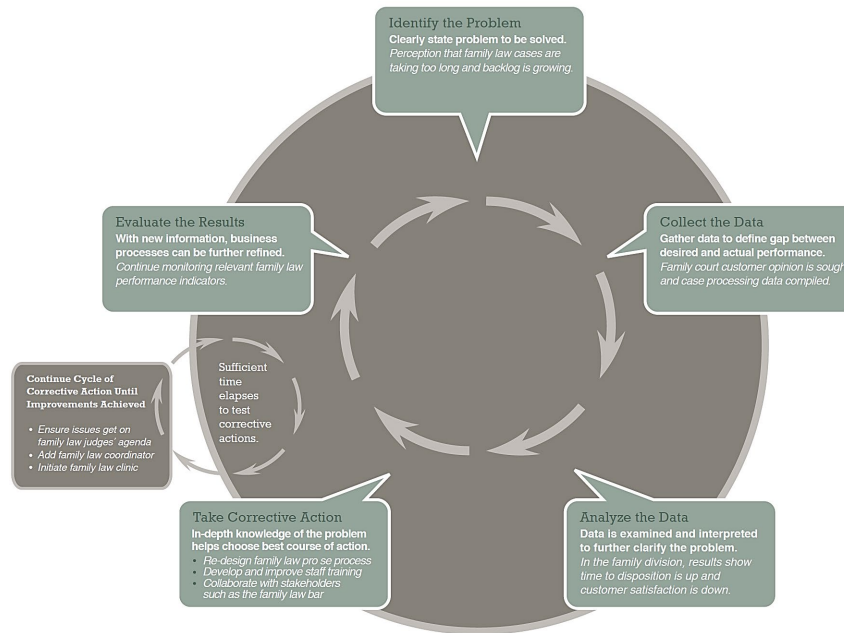 Identify the Problem
Clearly state problem to be solved.
Perception that family law cases are
taking too long and backlog is growing.
Evaluate the Results
With new information, business
processes can be further refined.
Continue monitoring relevant family law
performance indicators.
Collect the Data
Gather data to define gap between
desired and actual performance.
Family court customer opinion is sough
and case processing data compiled.
Continue Cycle of
Corrective Action Until
Improvements Achieved
• Ensure issues get on
family law judges' agenda
• Add family law coordinator
• Initiate family law clinic
Sufficient
time
elapses
to test
corrective
actions.
Take Corrective Action
In-depth knowledge of the problem
helps choose best course of action.
• Re-design family law pro se process
• Develop and improve staff training
• Collaborate with stakeholders
such as the family law bar
Analyze the Data
Data is examined and interpreted
to further clarify the problem.
In the family division, results show
time to disposition is up and
customer satisfaction is down.